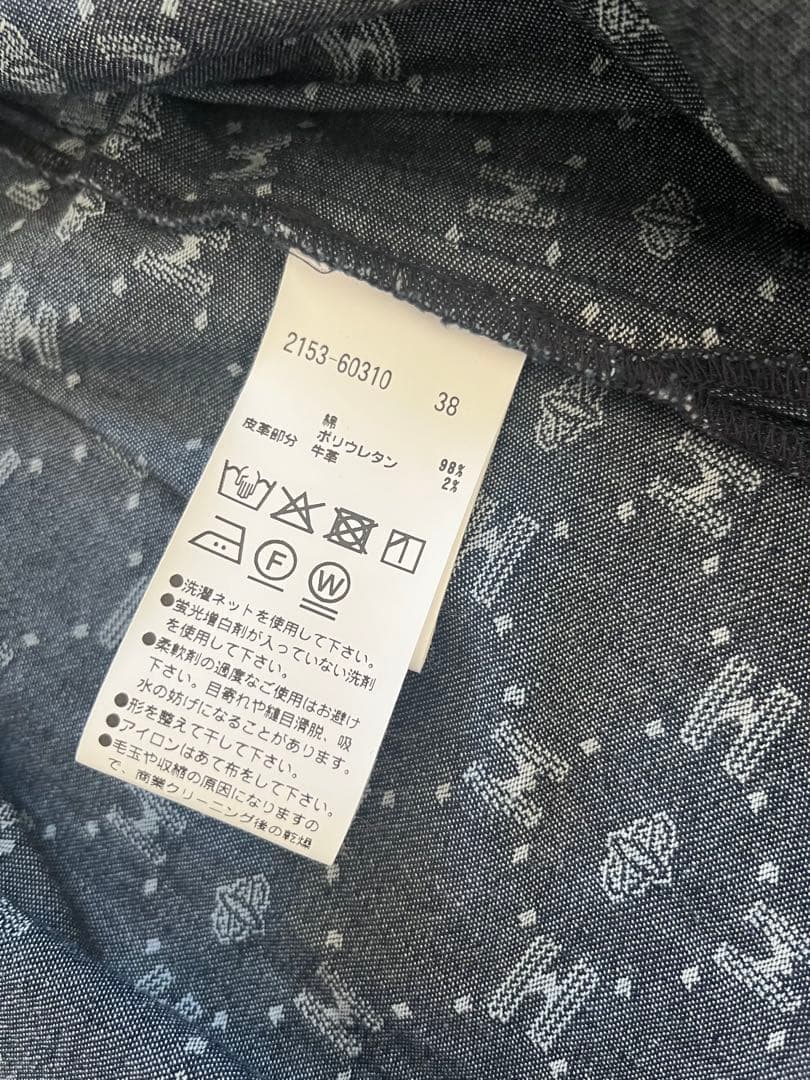 2153-60310 38
綿 98%
ポリウレタン 2%
皮革部分 牛革
F W
●洗濯ネットを使用して下さい。
●蛍光増白剤が入っていない洗剤
を使用して下さい。
●柔軟剤の過度なご使用はお避け
下さい。目寄れや縫目滑脱、吸
水の妨げになることがあります。
●形を整えて干して下さい。
●アイロンはあて布をして下さい。
●毛玉や収縮の原因になりますの
で、商業クリーニング後の乾燥